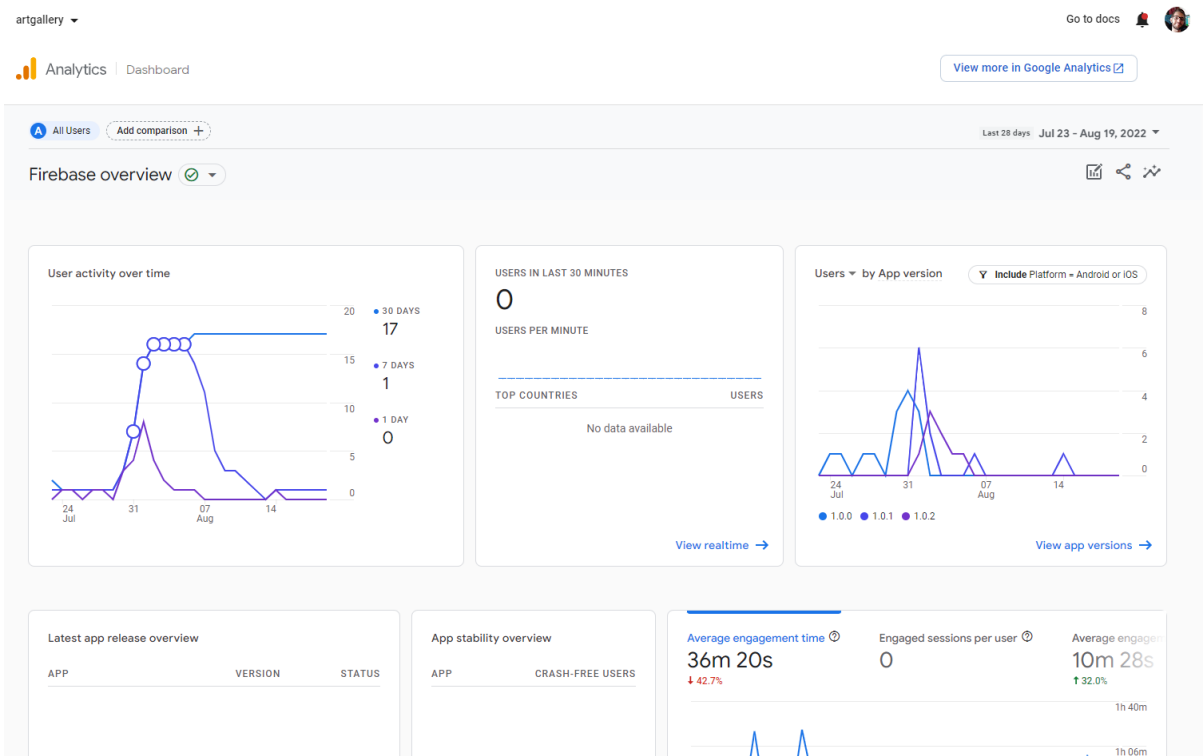 artgallery
Go to docs
Analytics Dashboard
View more in Google Analytics
A All Users Add comparison
Last 28 days Jul 23 - Aug 19, 2022
Firebase overview
User activity over time
20
15
10
5
0
24
Jul
31
07
Aug
14
30 DAYS
17
7 DAYS
1
1 DAY
0
USERS IN LAST 30 MINUTES
0
USERS PER MINUTE
TOP COUNTRIES USERS
No data available
View realtime
Users by App version
Include Platform = Android or iOS
8
6
4
2
0
24
Jul
31
07
Aug
14
1.0.0 1.0.1 1.0.2
View app versions
Latest app release overview
APP VERSION STATUS
App stability overview
APP CRASH-FREE USERS
Average engagement time
36m 20s
42.7%
Engaged sessions per user
0
Average engagem
10m 28s
32.0%
1h 40m
1h 06m